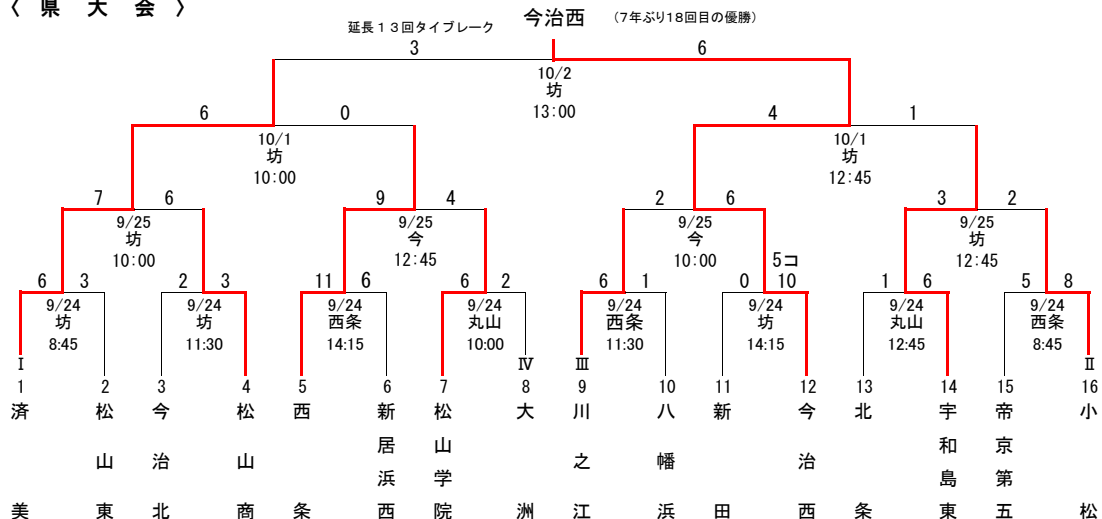 〈 県 大 会 〉
今治西 (7年ぶり18回目の優勝)
延長13回タイブレーク
3 6
10/2
坊
13:00
6 0 4 1
10/1 10/1
坊 坊
10:00 12:45
7 6 9 4 2 6 3 2
9/25 9/25 9/25 9/25
坊 今 今 坊
10:00 12:45 10:00 12:45
5コ
6 3 2 3 11 6 6 2 6 1 0 10 1 6 5 8
9/24 9/24 9/24 9/24 9/24 9/24 9/24 9/24
坊 坊 西条 丸山 西条 坊 丸山 西条
8:45 11:30 14:15 10:00 11:30 14:15 12:45 8:45
Ⅰ Ⅳ Ⅲ Ⅱ
1 2 3 4 5 6 7 8 9 10 11 12 13 14 15 16
済美
松山東
今治北
松山商
西条
新居浜西
松山学院
大洲
川之江
八幡浜
新田
今治西
北条
宇和島東
帝京第五
小松